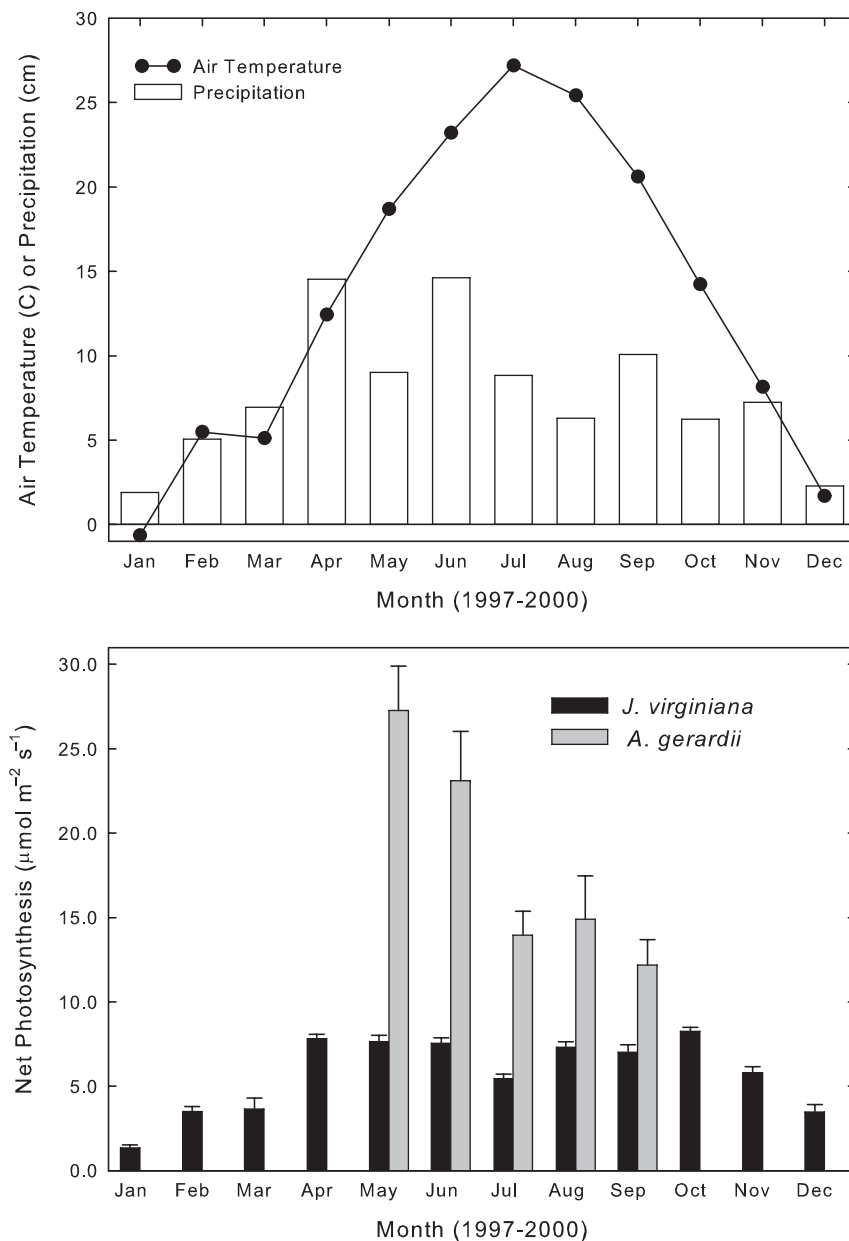 30
25
20
15
10
5
0
Air Temperature (C) or Precipitation (cm)
Air Temperature
Precipitation
Jan Feb Mar Apr May Jun Jul Aug Sep Oct Nov Dec
Month (1997-2000)
30.0
25.0
20.0
15.0
10.0
5.0
0.0
Net Photosynthesis (μmol m⁻² s⁻¹)
J. virginiana
A. gerardii
Jan Feb Mar Apr May Jun Jul Aug Sep Oct Nov Dec
Month (1997-2000)